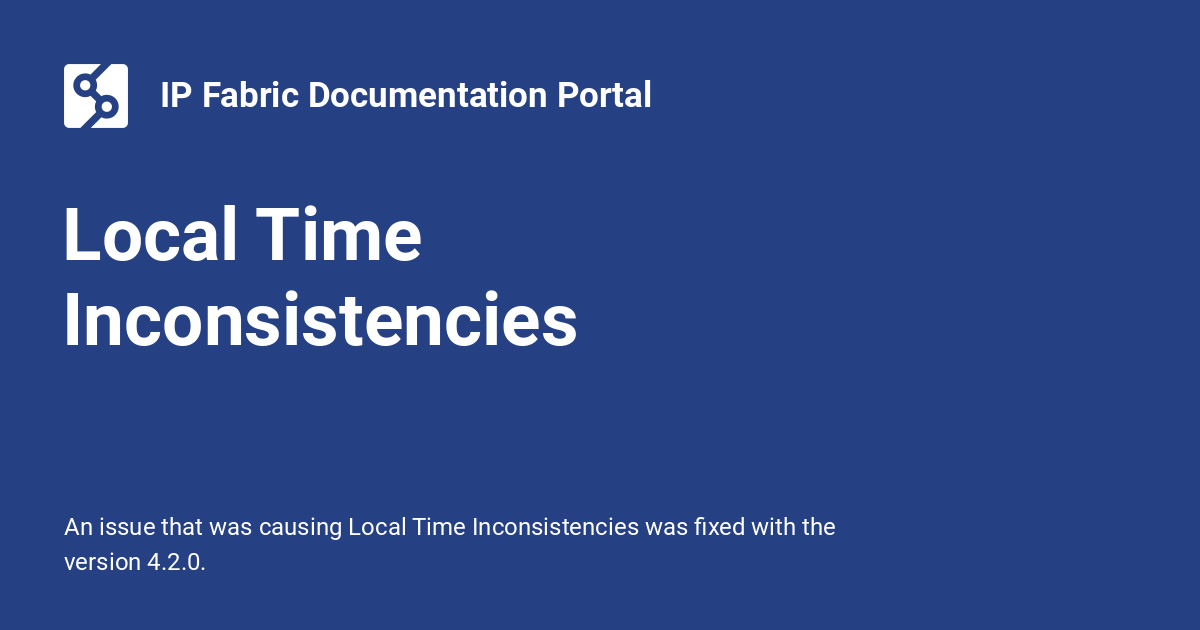 IP Fabric Documentation Portal
Local Time
Inconsistencies
An issue that was causing Local Time Inconsistencies was fixed with the
version 4.2.0.